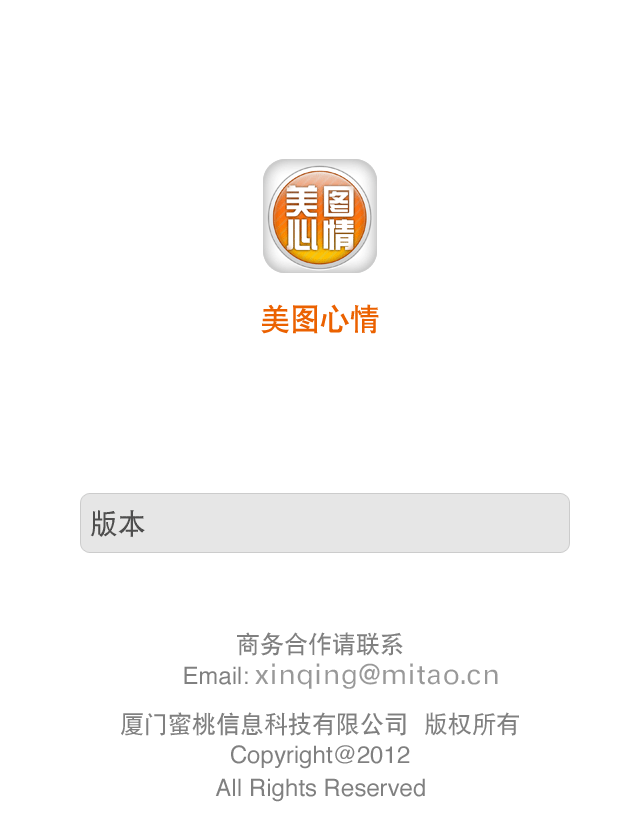 美图
心情
美图心情
版本
商务合作请联系
Email: xinqing@mitao.cn
厦门蜜桃信息科技有限公司 版权所有
Copyright@2012
All Rights Reserved